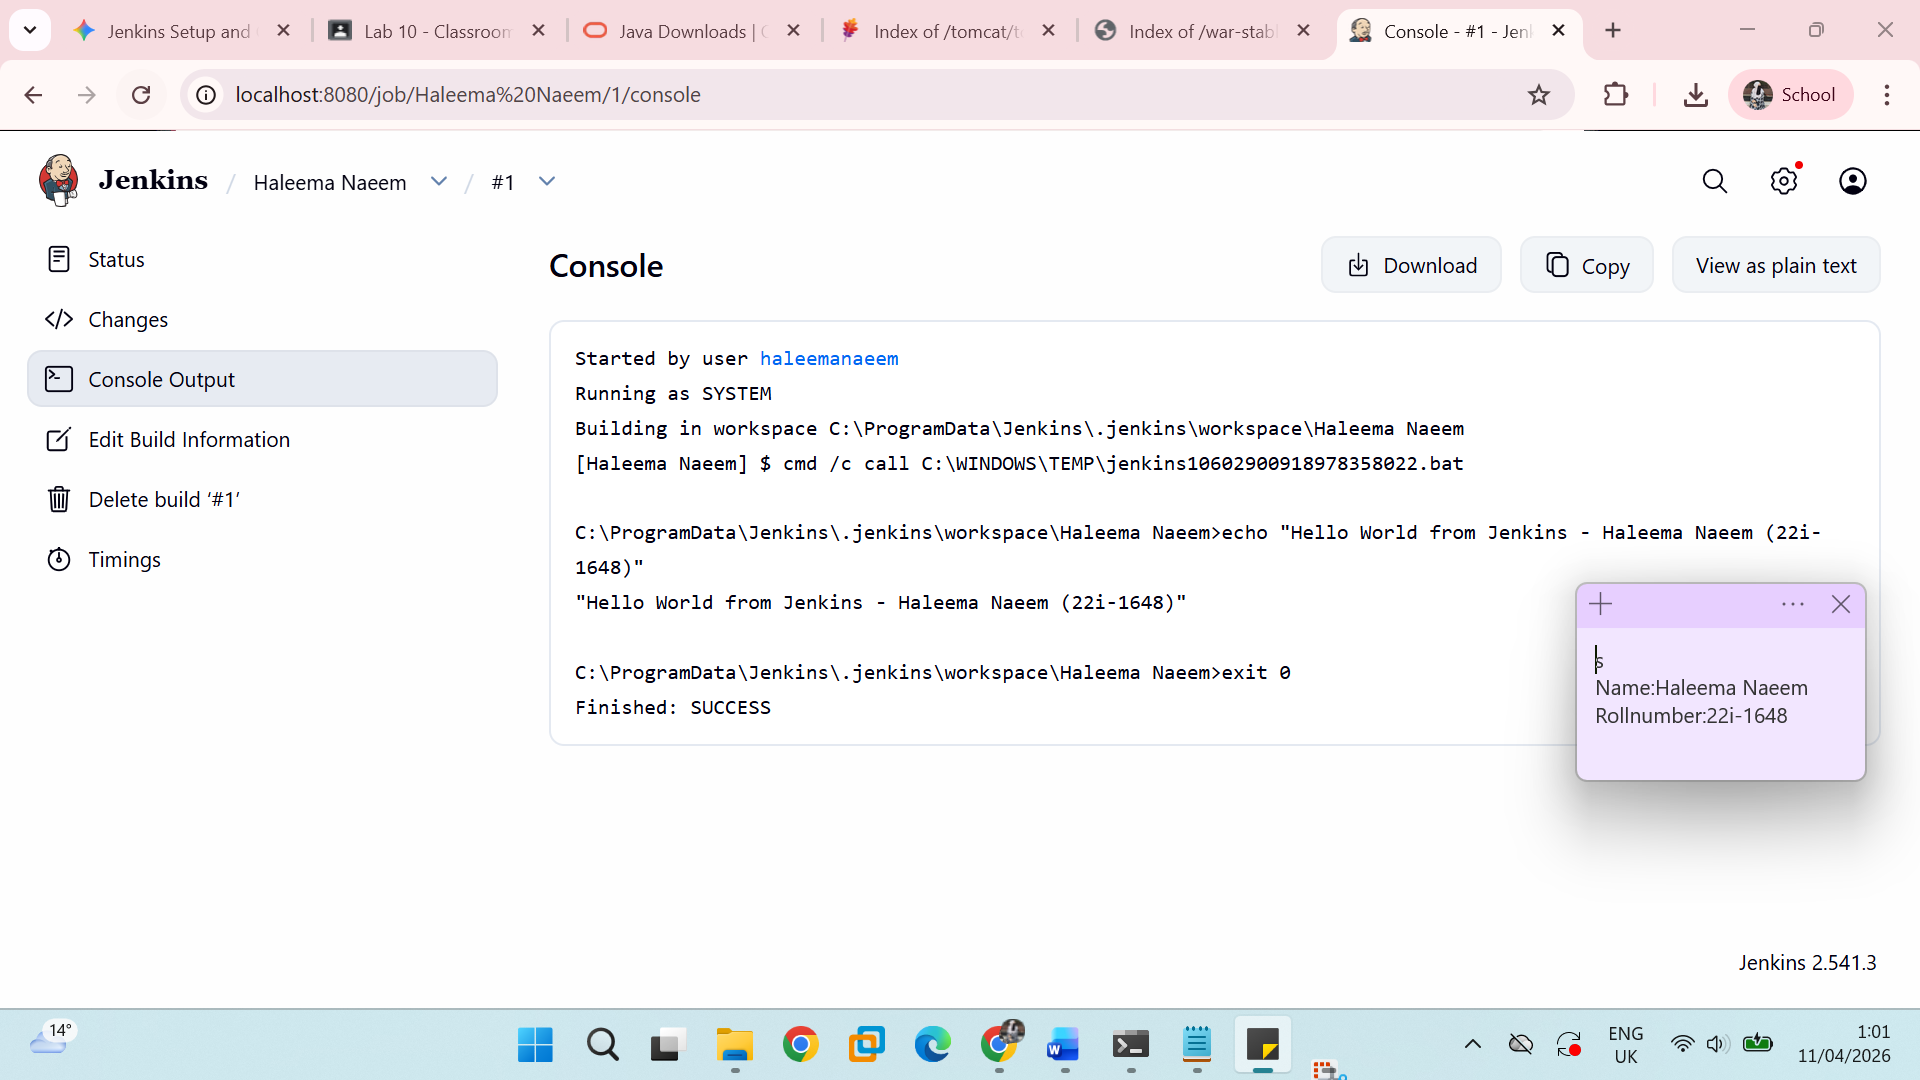 Jenkins Setup and
Lab 10 - Classroom
Java Downloads |
Index of /tomcat/t
Index of /war-stab
Console - #1 - Jen
localhost:8080/job/Haleema%20Naeem/1/console
School
Jenkins / Haleema Naeem / #1
Status
Changes
Console Output
Edit Build Information
Delete build ‘#1’
Timings
Console
Download
Copy
View as plain text
Started by user haleemanaeem
Running as SYSTEM
Building in workspace C:\ProgramData\Jenkins\.jenkins\workspace\Haleema Naeem
[Haleema Naeem] $ cmd /c call C:\WINDOWS\TEMP\jenkins10602900918978358022.bat
C:\ProgramData\Jenkins\.jenkins\workspace\Haleema Naeem>echo "Hello World from Jenkins - Haleema Naeem (22i-
1648)"
"Hello World from Jenkins - Haleema Naeem (22i-1648)"
C:\ProgramData\Jenkins\.jenkins\workspace\Haleema Naeem>exit 0
Finished: SUCCESS
s
Name:Haleema Naeem
Rollnumber:22i-1648
Jenkins 2.541.3
14°
ENG
UK
1:01
11/04/2026